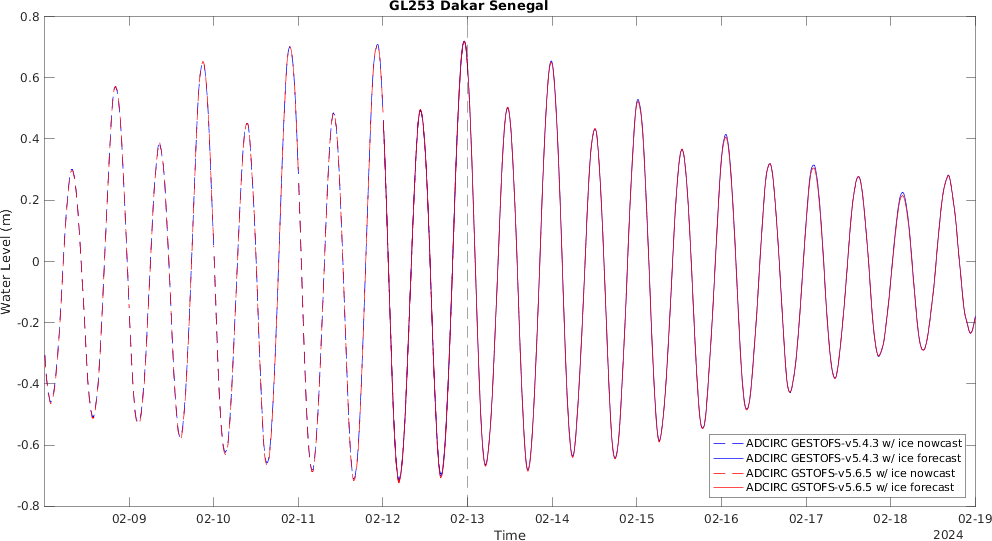 GL253 Dakar Senegal
0.8
0.6
0.4
0.2
0
-0.2
-0.4
-0.6
-0.8
Water Level (m)
ADCIRC GESTOFS-v5.4.3 w/ ice nowcast
ADCIRC GESTOFS-v5.4.3 w/ ice forecast
ADCIRC GSTOFS-v5.6.5 w/ ice nowcast
ADCIRC GSTOFS-v5.6.5 w/ ice forecast
02-09 02-10 02-11 02-12 02-13 02-14 02-15 02-16 02-17 02-18 02-19
Time
2024